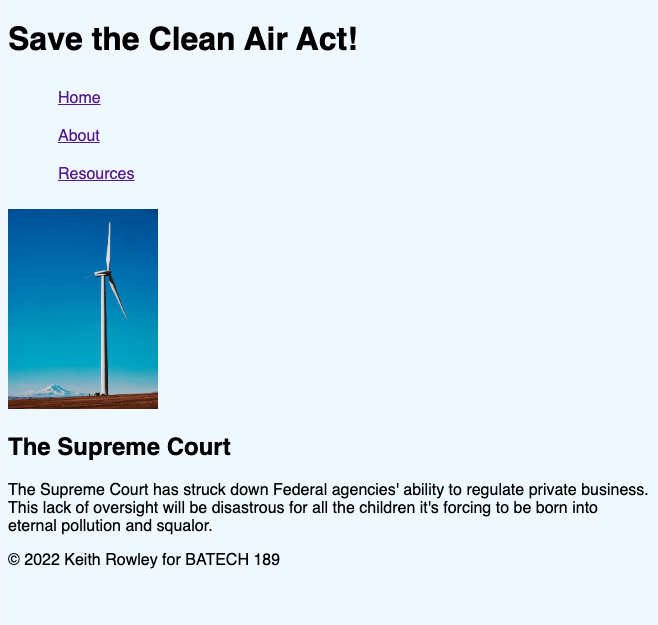 Save the Clean Air Act!
Home
About
Resources
The Supreme Court
The Supreme Court has struck down Federal agencies' ability to regulate private business.
This lack of oversight will be disastrous for all the children it's forcing to be born into
eternal pollution and squalor.
© 2022 Keith Rowley for BATECH 189